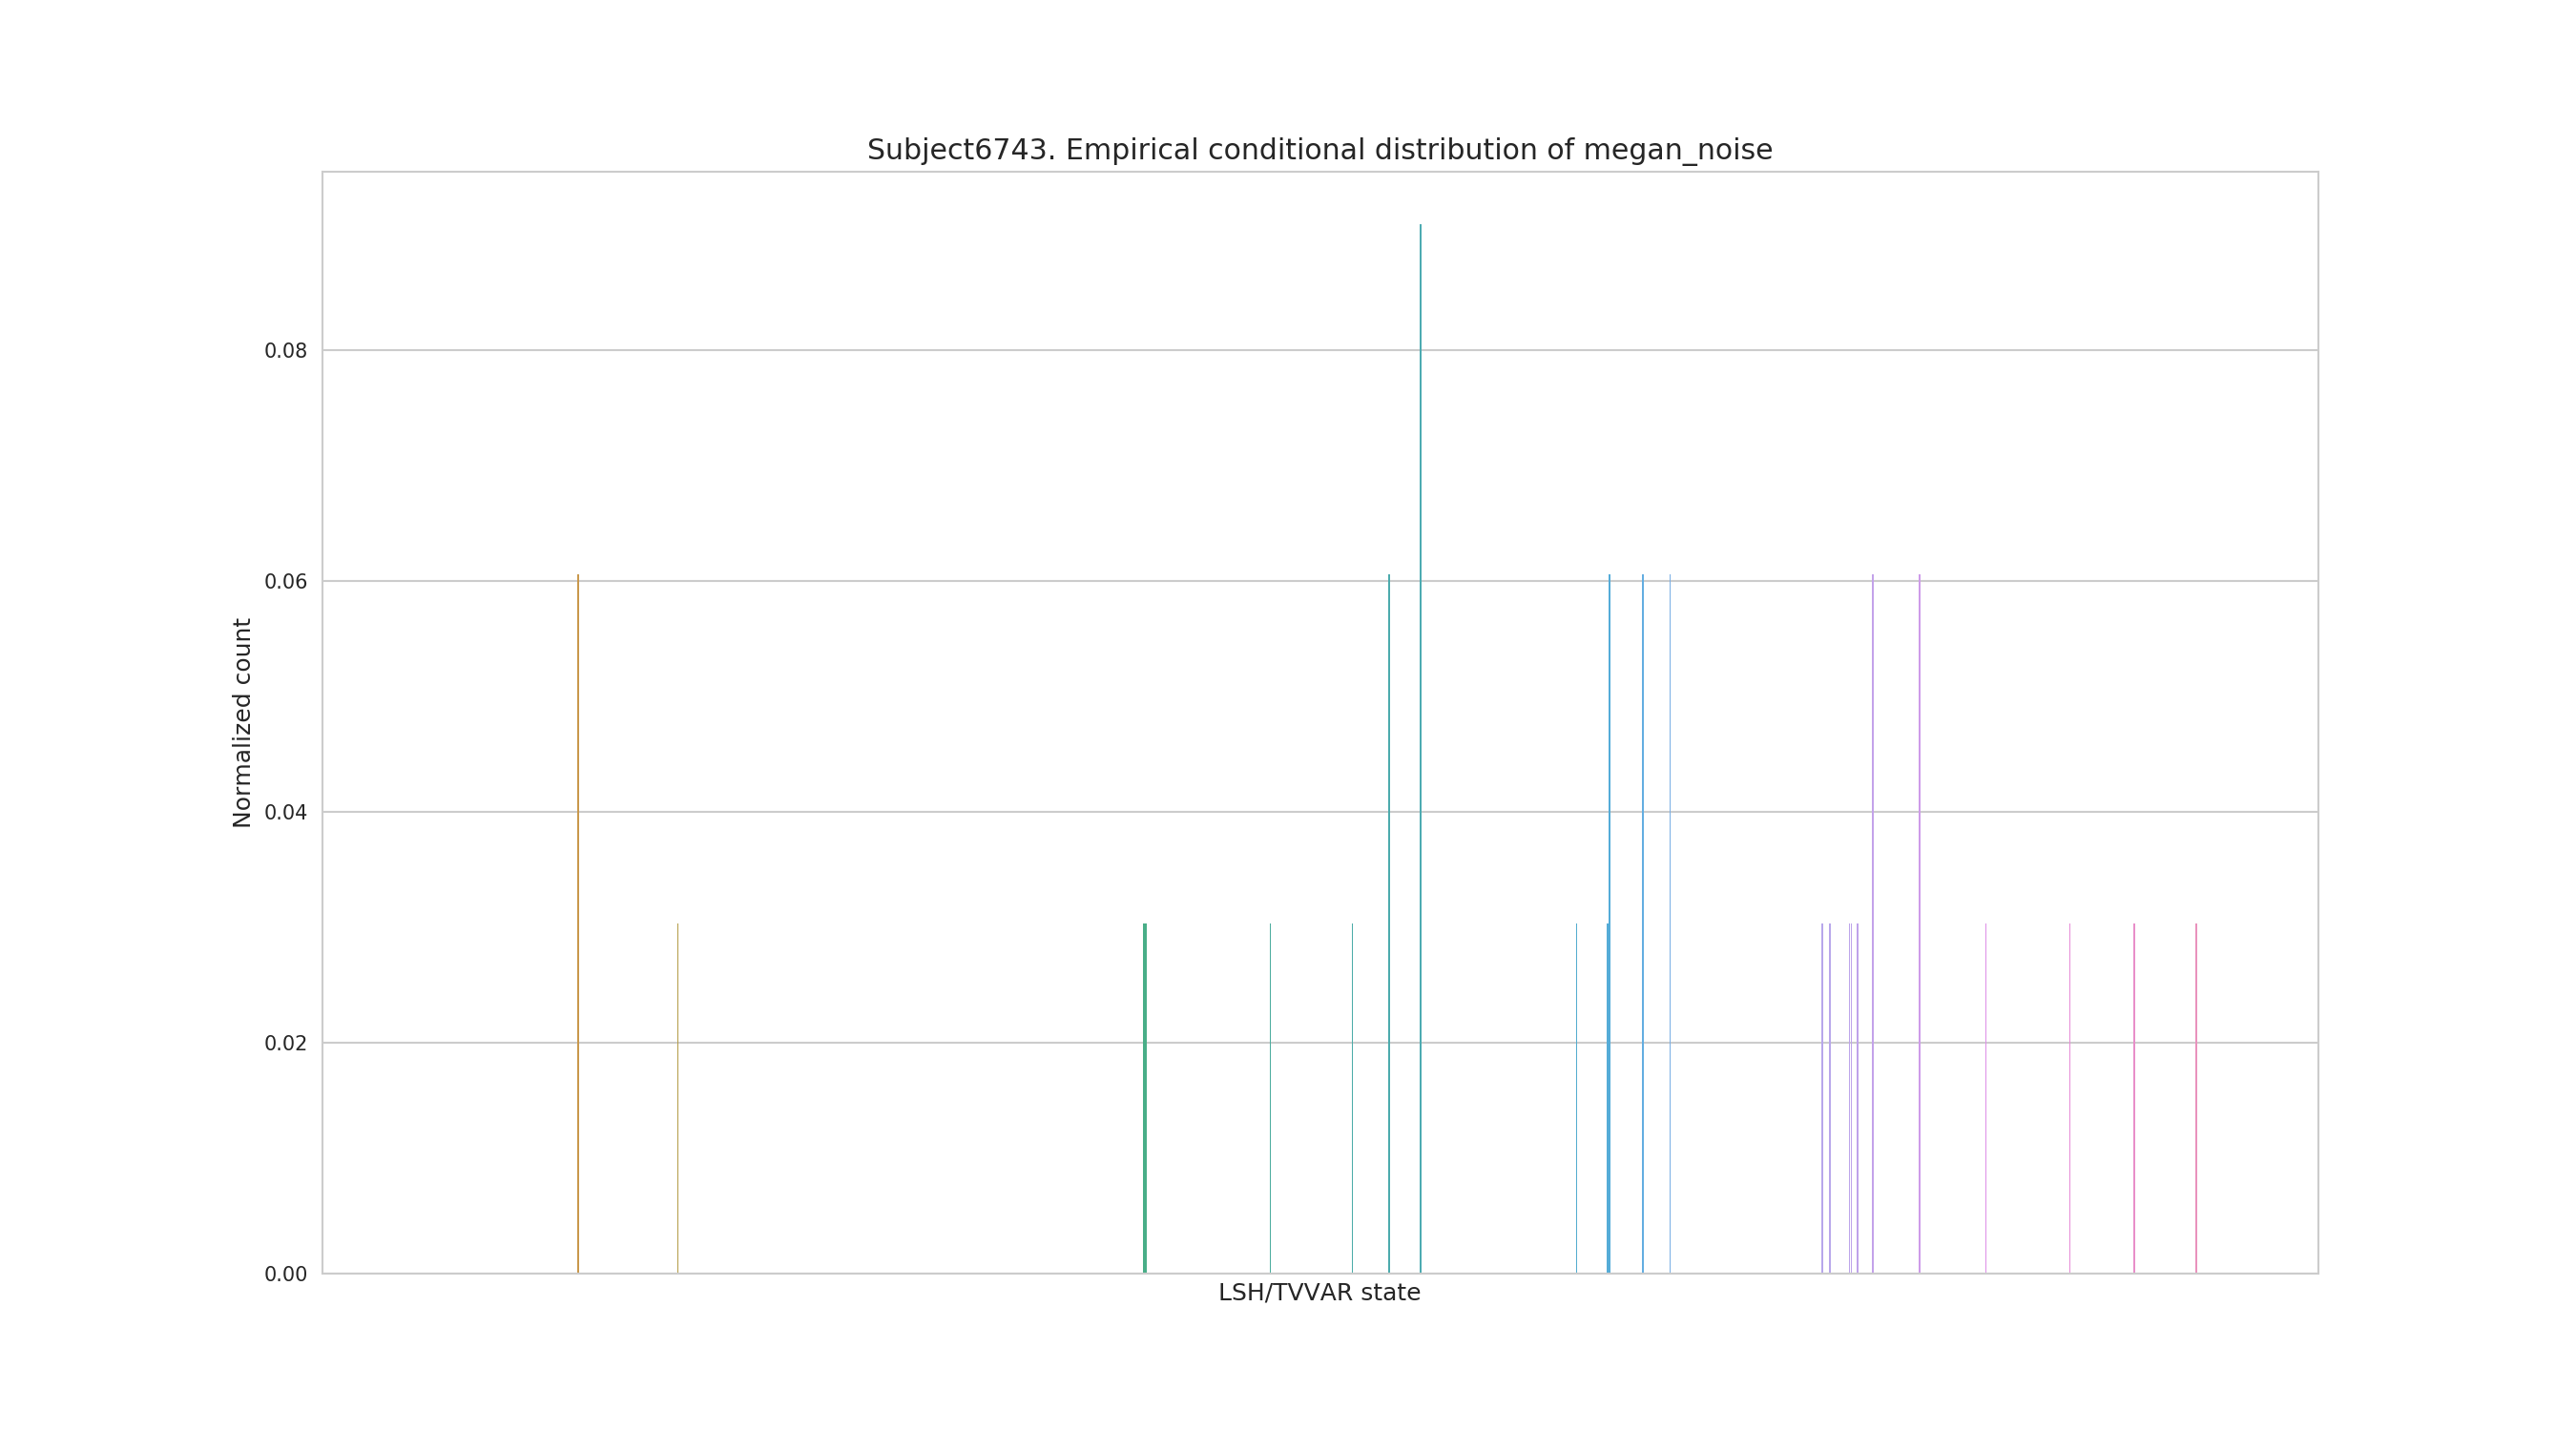 Subject6743. Empirical conditional distribution of megan_noise
Normalized count
0.08
0.06
0.04
0.02
0.00
LSH/TVVAR state